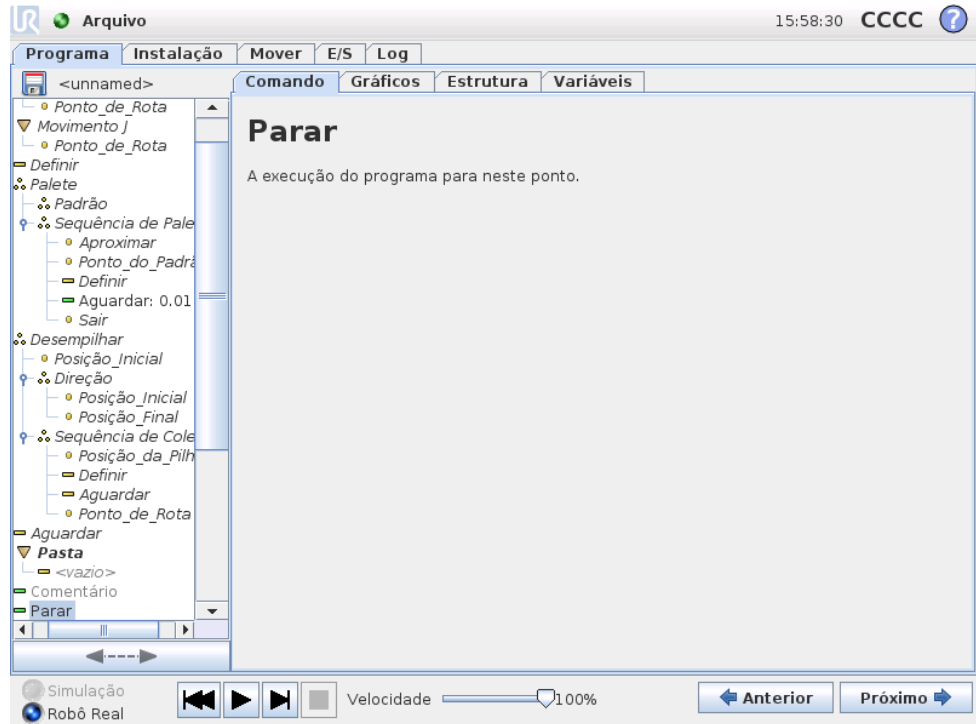 UR Arquivo 15:58:30 CCCC ?
Programa Instalação Mover E/S Log
<unnamed>
Comando Gráficos Estrutura Variáveis
Ponto_de_Rota
Movimento J
Ponto_de_Rota
Definir
Palete
Padrão
Sequência de Pale
Aproximar
Ponto_do_Padrã
Definir
Aguardar: 0.01
Sair
Desempilhar
Posição_Inicial
Direção
Posição_Inicial
Posição_Final
Sequência de Cole
Posição_da_Pilh
Definir
Aguardar
Ponto_de_Rota
Aguardar
Pasta
<vazio>
Comentário
Parar
Parar
A execução do programa para neste ponto.
Simulação
Robô Real
Velocidade 100%
Anterior Próximo